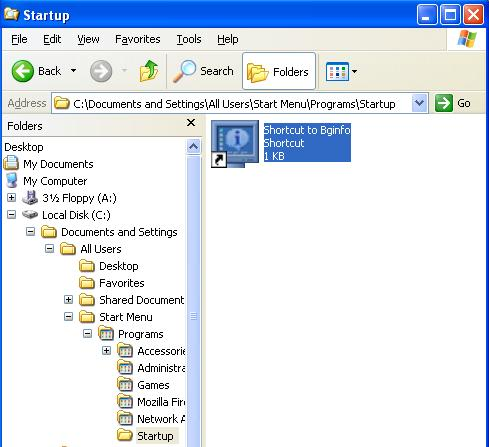 Startup
File Edit View Favorites Tools Help
Back Search Folders
Address C:\Documents and Settings\All Users\Start Menu\Programs\Startup Go
Folders
Desktop
My Documents
My Computer
3½ Floppy (A:)
Local Disk (C:)
Documents and Settings
All Users
Desktop
Favorites
Shared Document
Start Menu
Programs
Accessorie
Administra
Games
Mozilla Fire
Network A
Startup
Shortcut to Bginfo
Shortcut
1 KB